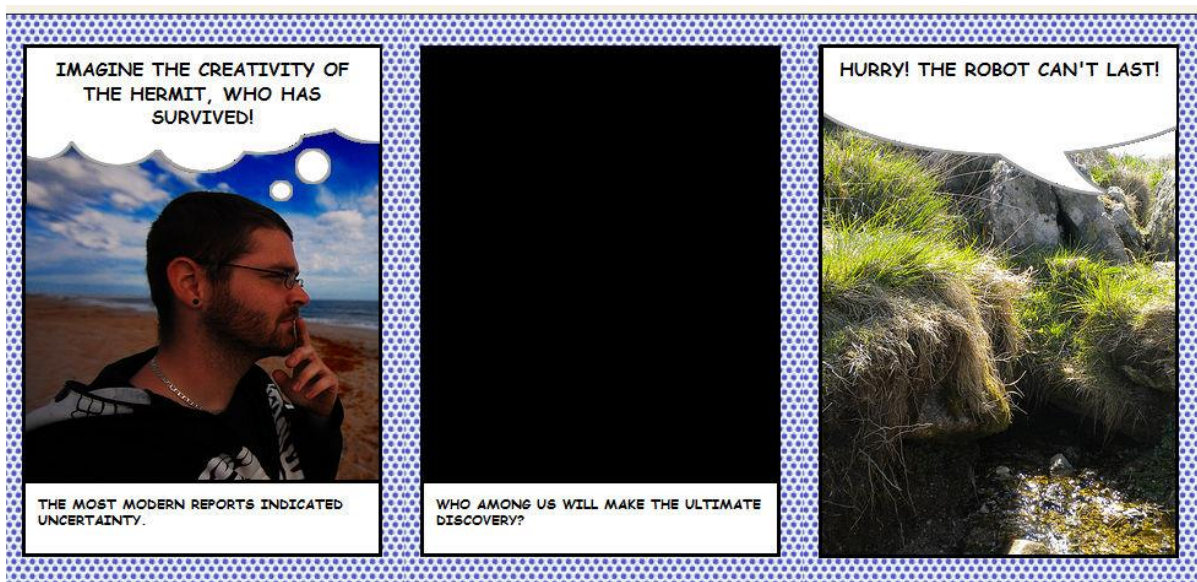 IMAGINE THE CREATIVITY OF
THE HERMIT, WHO HAS
SURVIVED!
THE MOST MODERN REPORTS INDICATED
UNCERTAINTY.
WHO AMONG US WILL MAKE THE ULTIMATE
DISCOVERY?
HURRY! THE ROBOT CAN'T LAST!